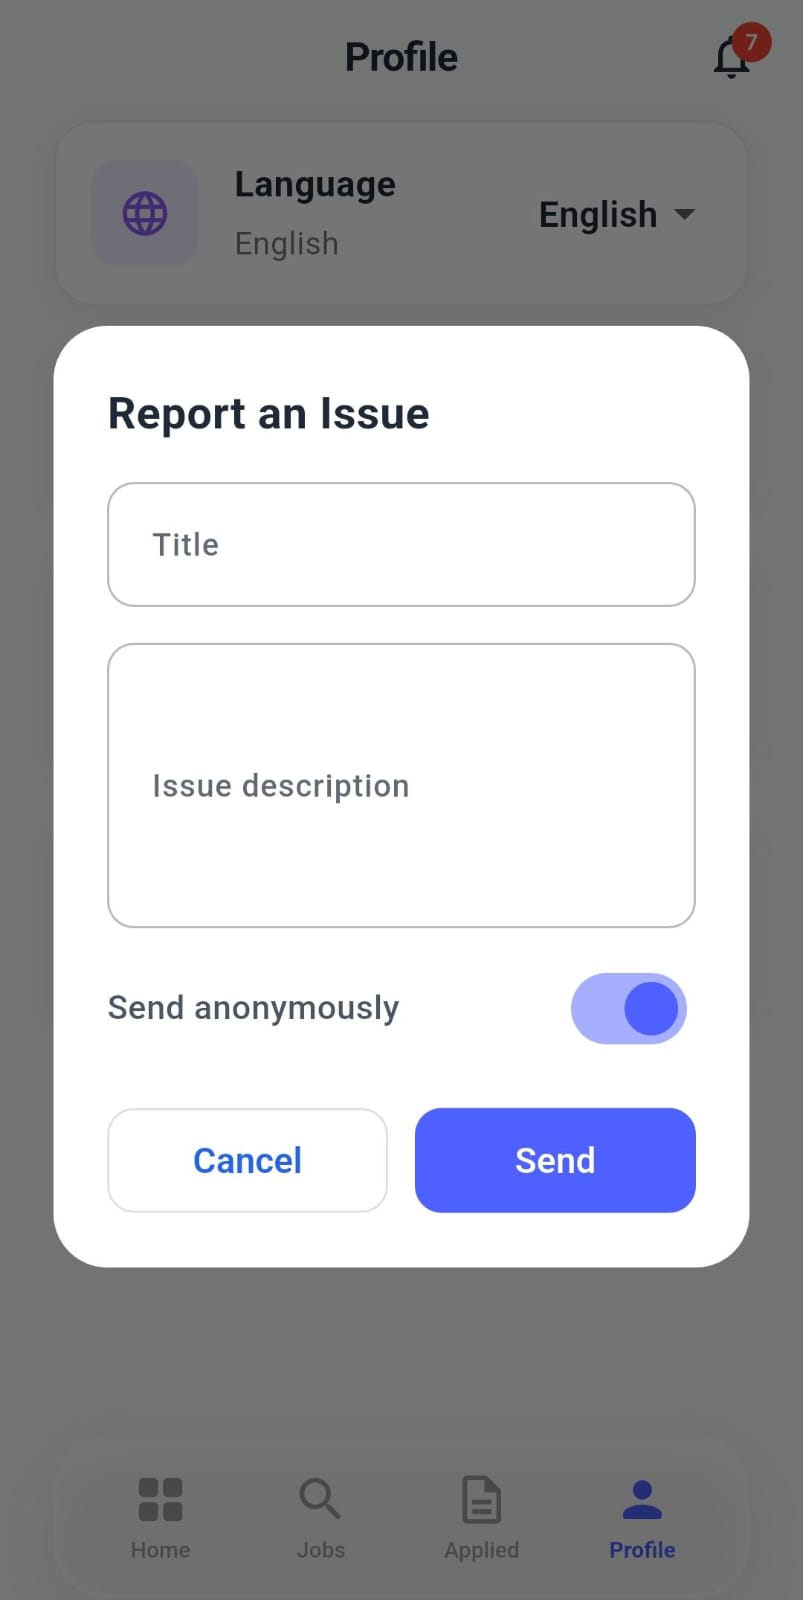 Profile
7
Language
English
English
Report an Issue
Title
Issue description
Send anonymously
Cancel
Send
Home
Jobs
Applied
Profile